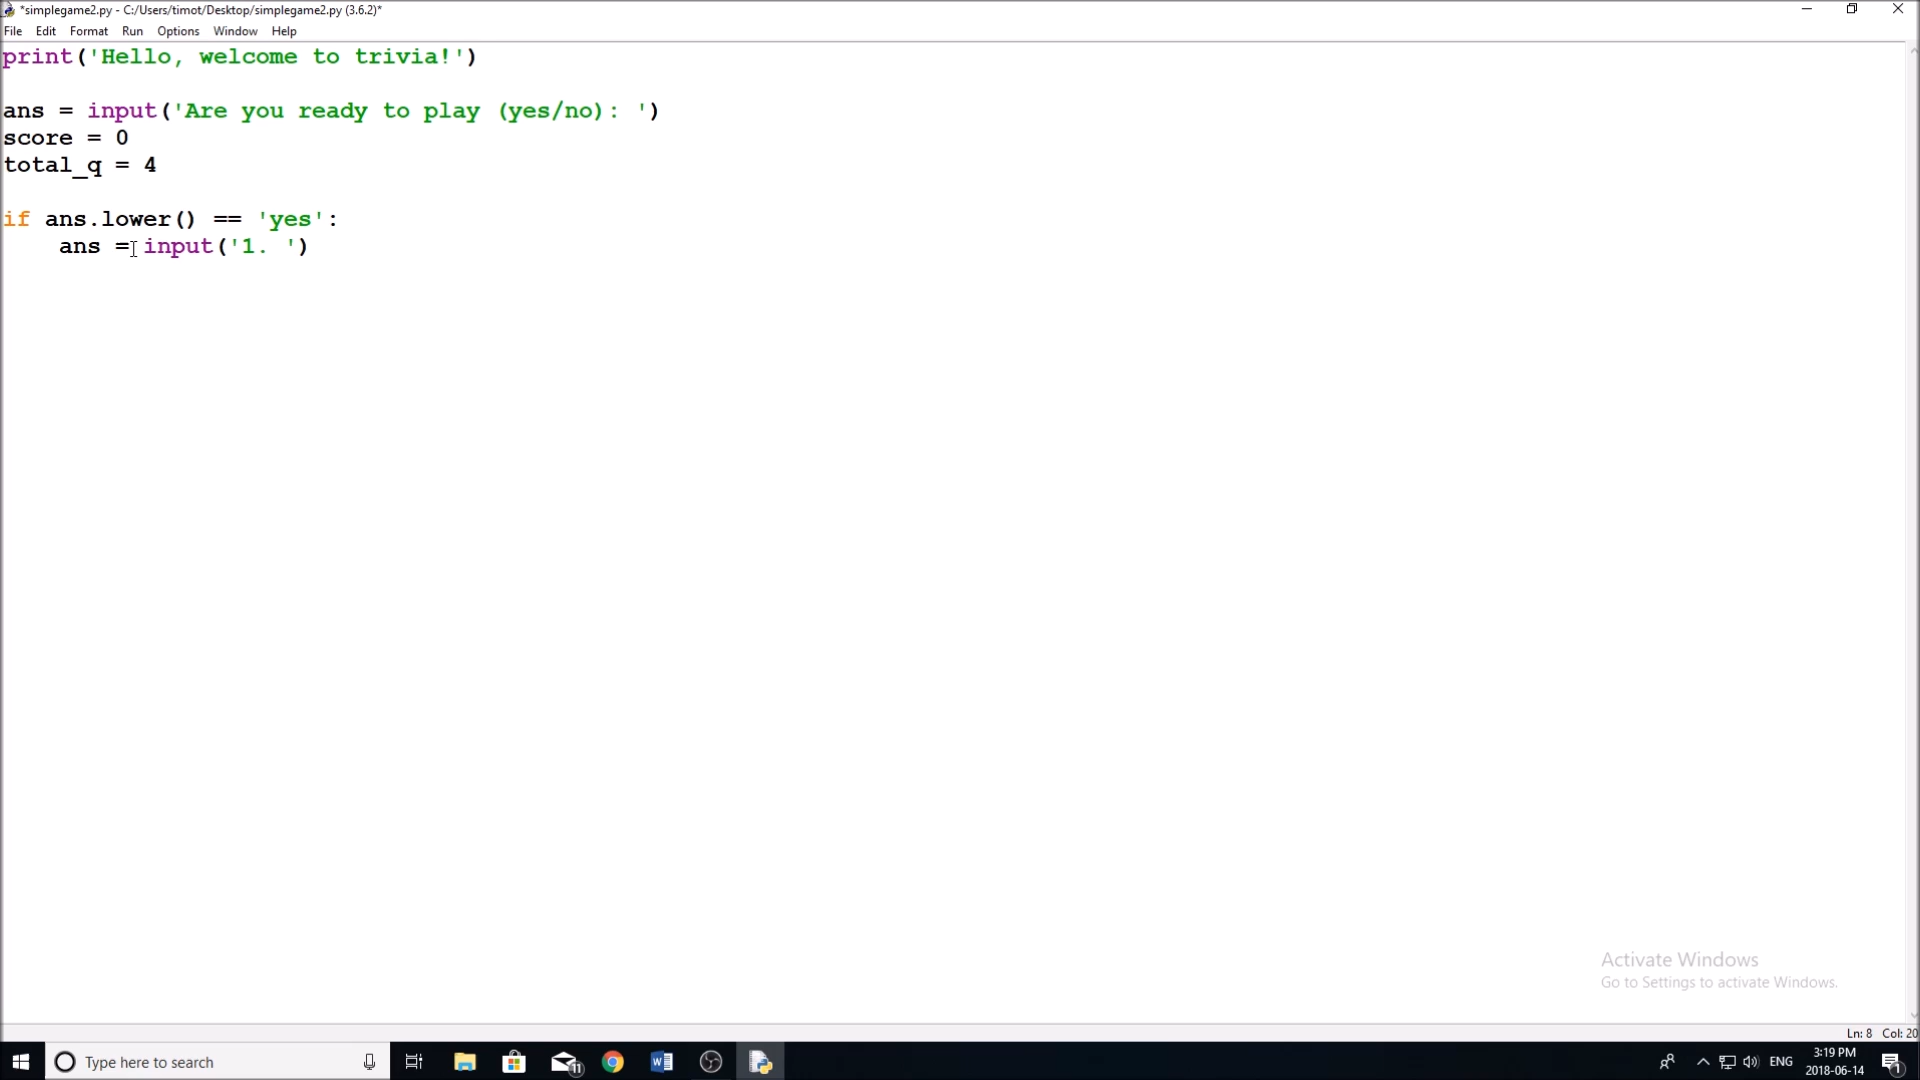 *simplegame2.py - C:/Users/timot/Desktop/simplegame2.py (3.6.2)*
File Edit Format Run Options Window Help
print('Hello, welcome to trivia!')
ans = input('Are you ready to play (yes/no): ')
score = 0
total_q = 4
if ans.lower() == 'yes':
    ans = input('1. ')
Activate Windows
Go to Settings to activate Windows.
Ln: 8 Col: 20
Type here to search
11
ENG
3:19 PM
2018-06-14
1